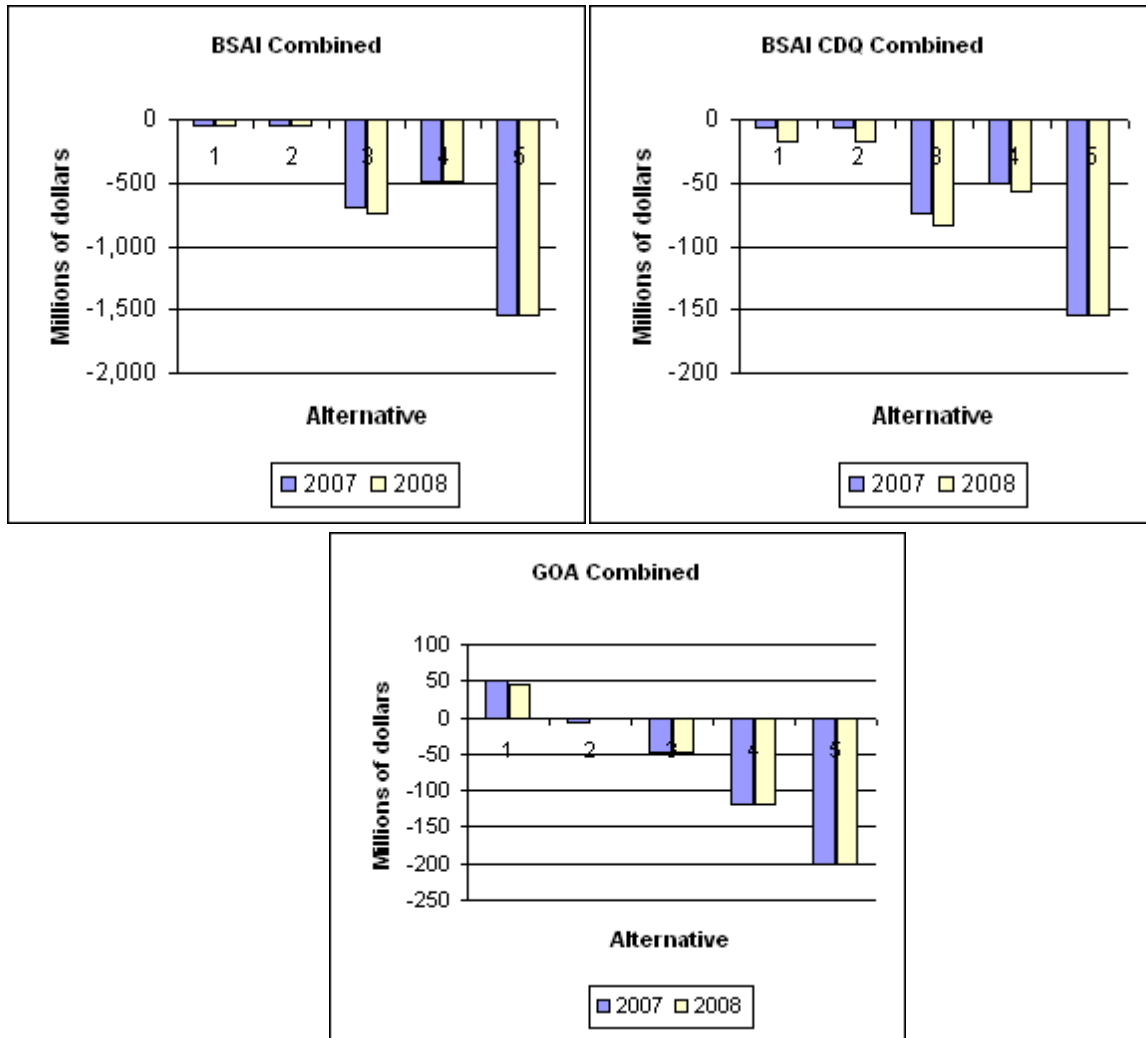 BSAI Combined
0
-500
-1,000
-1,500
-2,000
Millions of dollars
1 2 3 4 5
Alternative
2007 2008
BSAI CDQ Combined
0
-50
-100
-150
-200
Millions of dollars
1 2 3 4 5
Alternative
2007 2008
GOA Combined
100
50
0
-50
-100
-150
-200
-250
Millions of dollars
1 2 3 4 5
Alternative
2007 2008